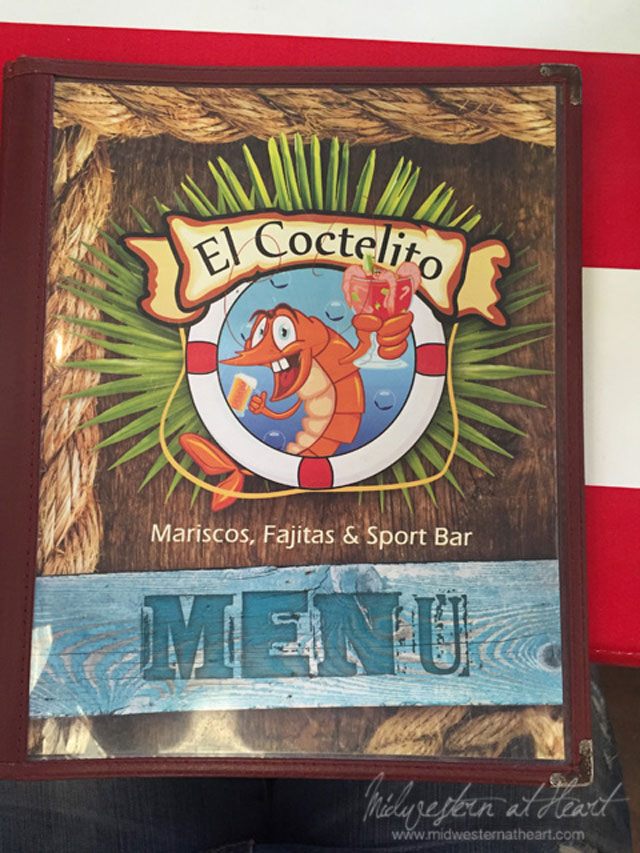 El Coctelito
Mariscos, Fajitas & Sport Bar
MENU
Midwestern at Heart
www.midwesternatheart.com